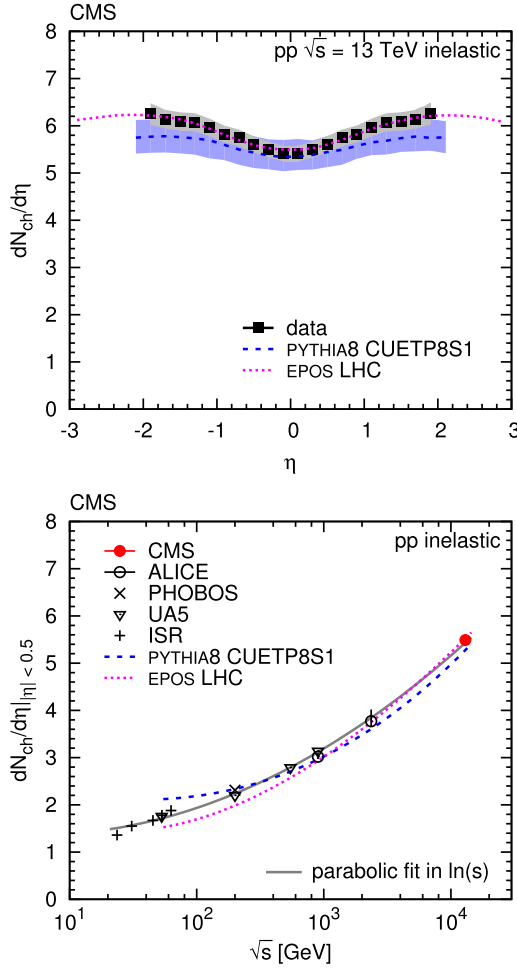 CMS
pp √s = 13 TeV inelastic
8
7
6
5
4
3
2
1
0
dN_ch/dη
data
PYTHIA8 CUETP8S1
EPOS LHC
-3 -2 -1 0 1 2 3
η
CMS
pp inelastic
8
7
6
5
4
3
2
1
0
dN_ch/dη|_|η| < 0.5
CMS
ALICE
PHOBOS
UA5
ISR
PYTHIA8 CUETP8S1
EPOS LHC
parabolic fit in ln(s)
10^1 10^2 10^3 10^4
√s [GeV]